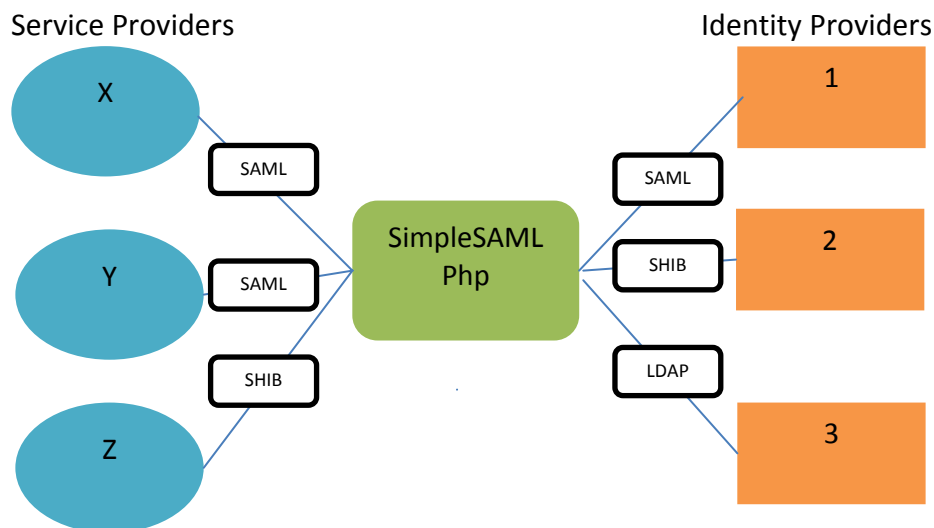 Service Providers
Identity Providers
X
1
SAML
SAML
SimpleSAML
Php
2
Y
SHIB
SAML
LDAP
SHIB
Z
3